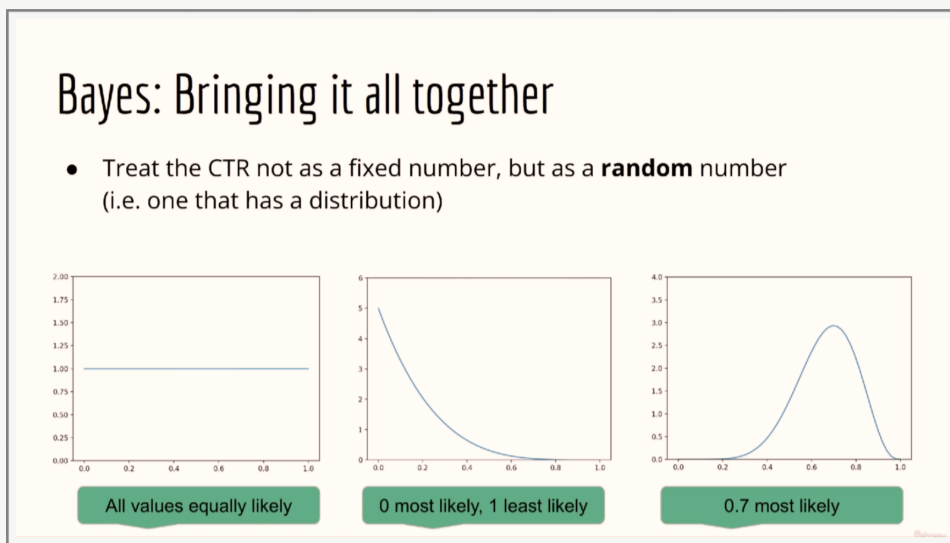 Bayes: Bringing it all together
● Treat the CTR not as a fixed number, but as a random number
(i.e. one that has a distribution)
2.00
1.75
1.50
1.25
1.00
0.75
0.50
0.25
0.00
0.0 0.2 0.4 0.6 0.8 1.0
6
5
4
3
2
1
0
0.0 0.2 0.4 0.6 0.8 1.0
4.0
3.5
3.0
2.5
2.0
1.5
1.0
0.5
0.0
0.0 0.2 0.4 0.6 0.8 1.0
All values equally likely
0 most likely, 1 least likely
0.7 most likely